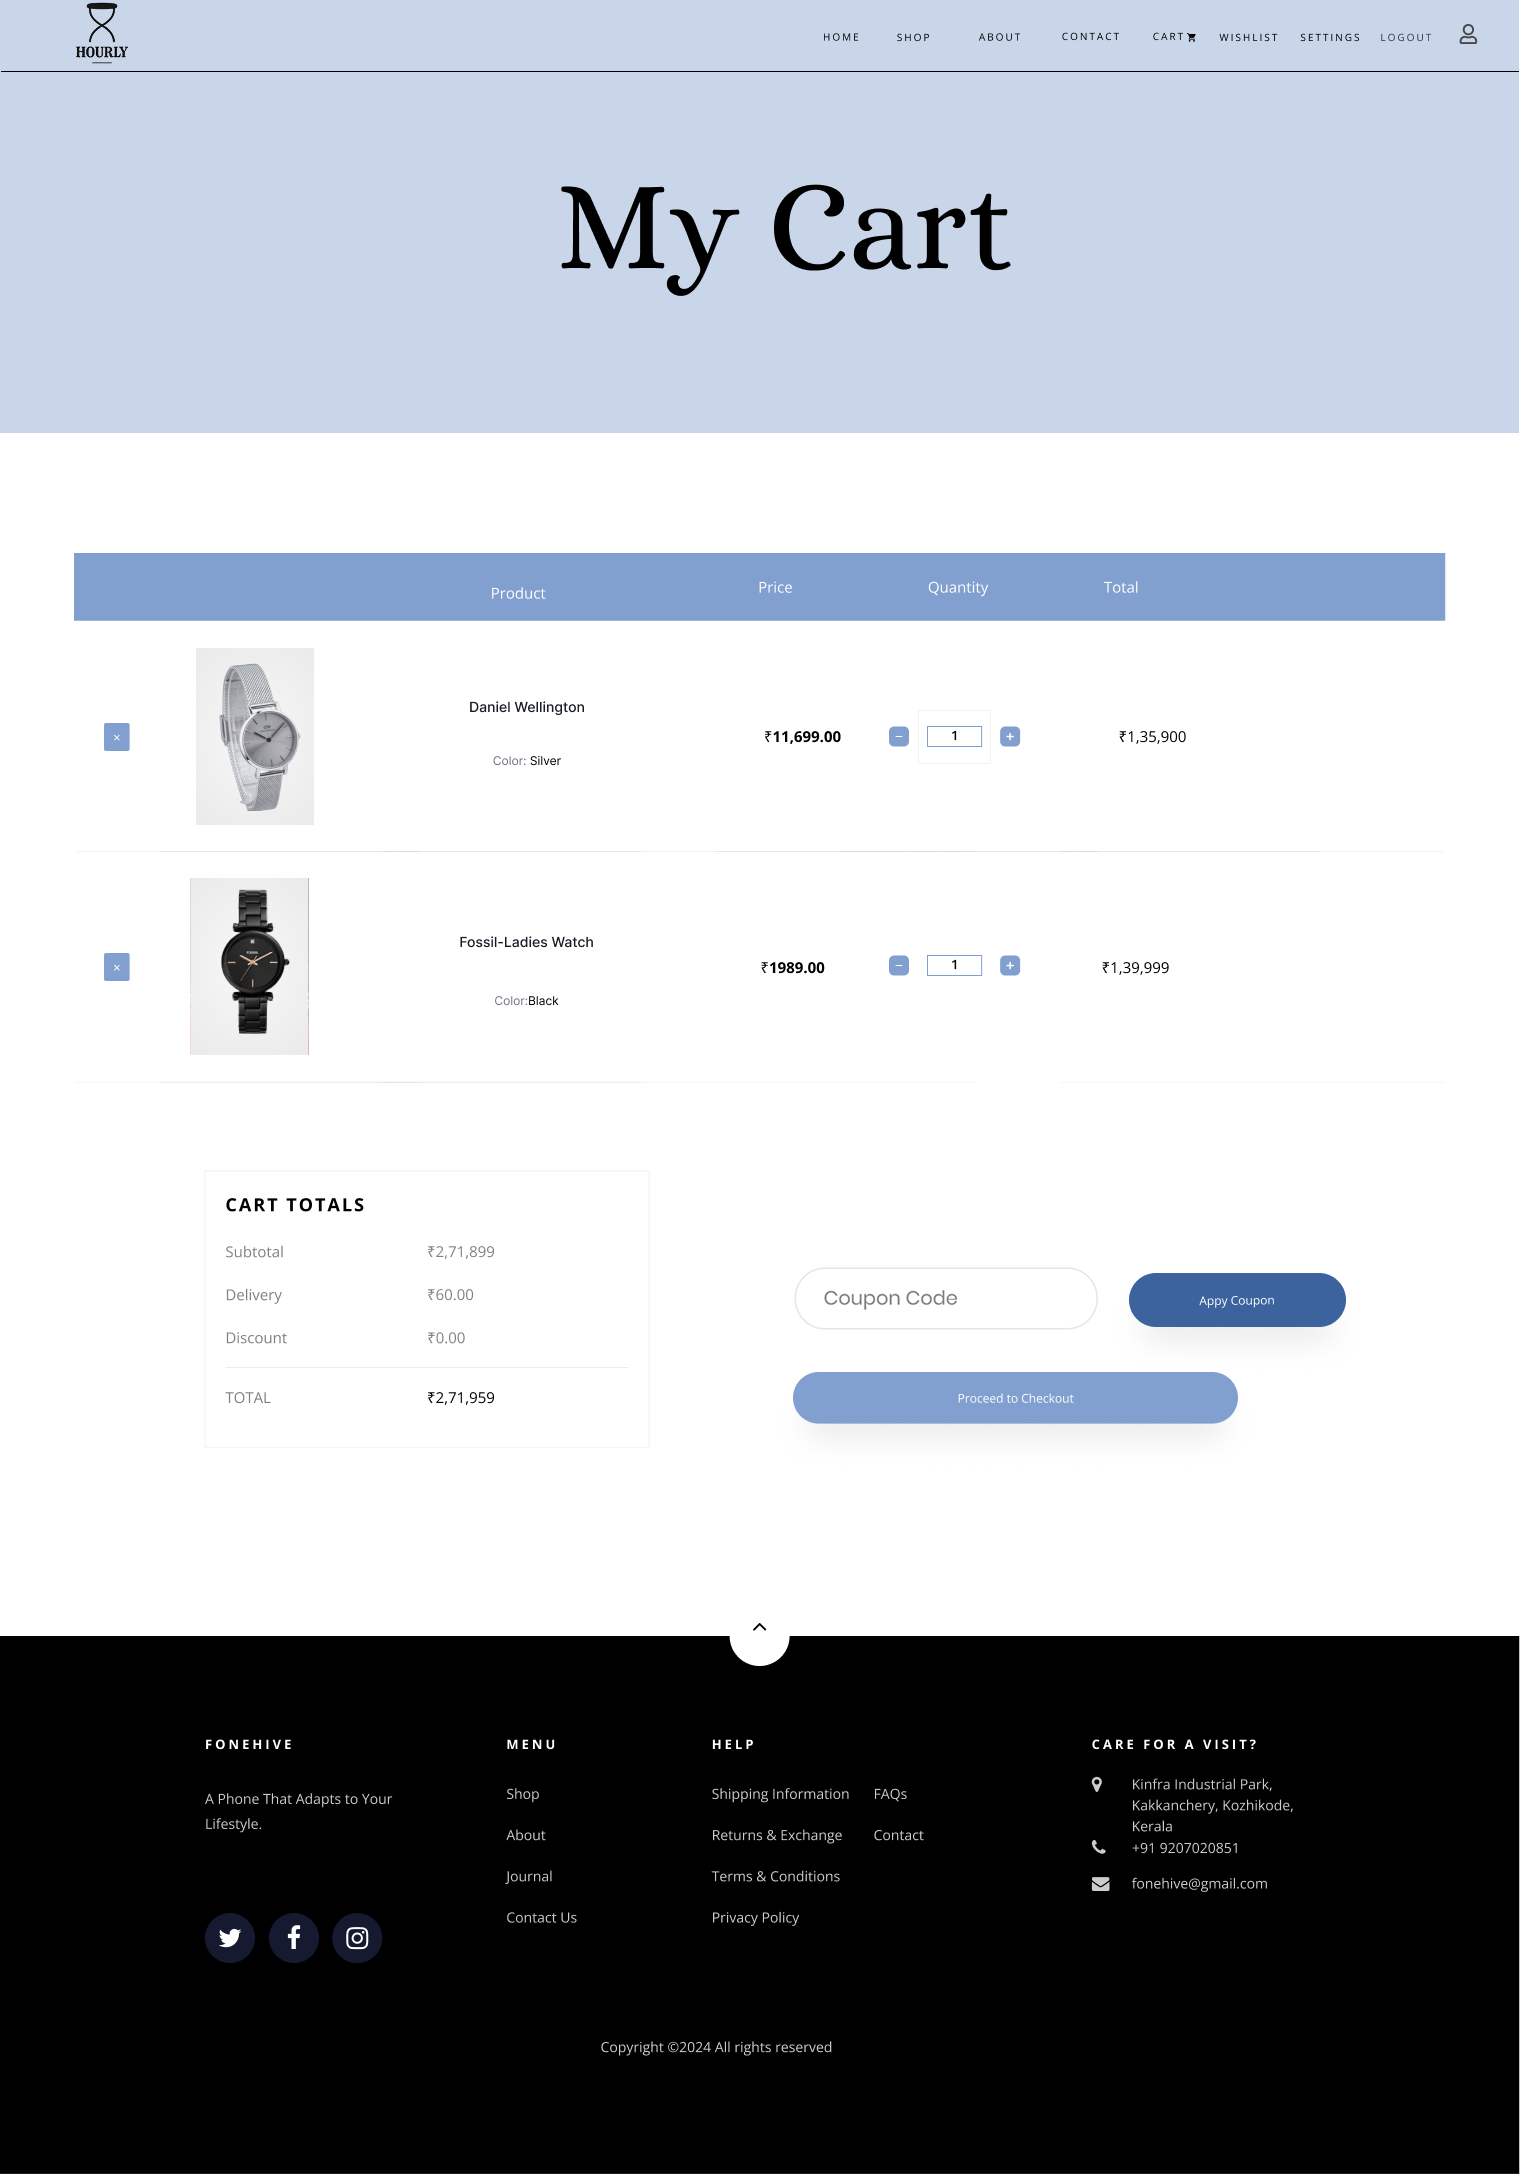 HOURLY
HOME SHOP ABOUT CONTACT CART WISHLIST SETTINGS LOGOUT
My Cart
Product Price Quantity Total
Daniel Wellington
× ₹11,699.00 − 1 + ₹1,35,900
Color: Silver
Fossil-Ladies Watch
× ₹1989.00 − 1 + ₹1,39,999
Color:Black
CART TOTALS
Subtotal ₹2,71,899
Delivery ₹60.00
Discount ₹0.00
TOTAL ₹2,71,959
Coupon Code
Appy Coupon
Proceed to Checkout
FONEHIVE
A Phone That Adapts to Your
Lifestyle.
MENU
Shop
About
Journal
Contact Us
HELP
Shipping Information FAQs
Returns & Exchange Contact
Terms & Conditions
Privacy Policy
CARE FOR A VISIT?
Kinfra Industrial Park,
Kakkanchery, Kozhikode,
Kerala
+91 9207020851
fonehive@gmail.com
Copyright ©2024 All rights reserved